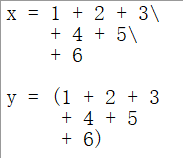 x = 1 + 2 + 3\
    + 4 + 5\
    + 6

y = (1 + 2 + 3
     + 4 + 5
     + 6)